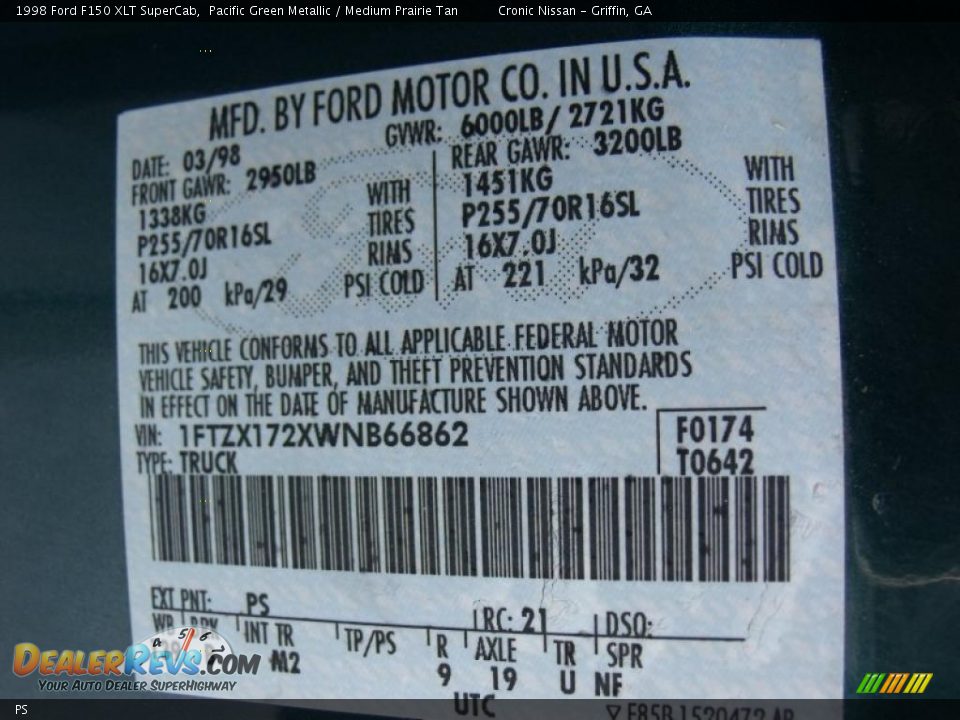 1998 Ford F150 XLT SuperCab, Pacific Green Metallic / Medium Prairie Tan Cronic Nissan - Griffin, GA
MFD. BY FORD MOTOR CO. IN U.S.A.
DATE: 03/98 GVWR: 6000LB/ 2721KG
FRONT GAWR: 2950LB REAR GAWR: 3200LB
1338KG WITH 1451KG WITH
P255/70R16SL TIRES P255/70R16SL TIRES
16X7.0J RIMS 16X7.0J RIMS
AT 200 kPa/29 PSI COLD AT 221 kPa/32 PSI COLD
THIS VEHICLE CONFORMS TO ALL APPLICABLE FEDERAL MOTOR
VEHICLE SAFETY, BUMPER, AND THEFT PREVENTION STANDARDS
IN EFFECT ON THE DATE OF MANUFACTURE SHOWN ABOVE.
VIN: 1FTZX172XWNB66862 F0174
TYPE: TRUCK T0642
EXT PNT: PS RC: 21 DSO:
WB BRK INT TR TP/PS R AXLE TR SPR
M2 9 19 U NF
UTC
DEALERREVS.COM
YOUR AUTO DEALER SUPERHIGHWAY
PS